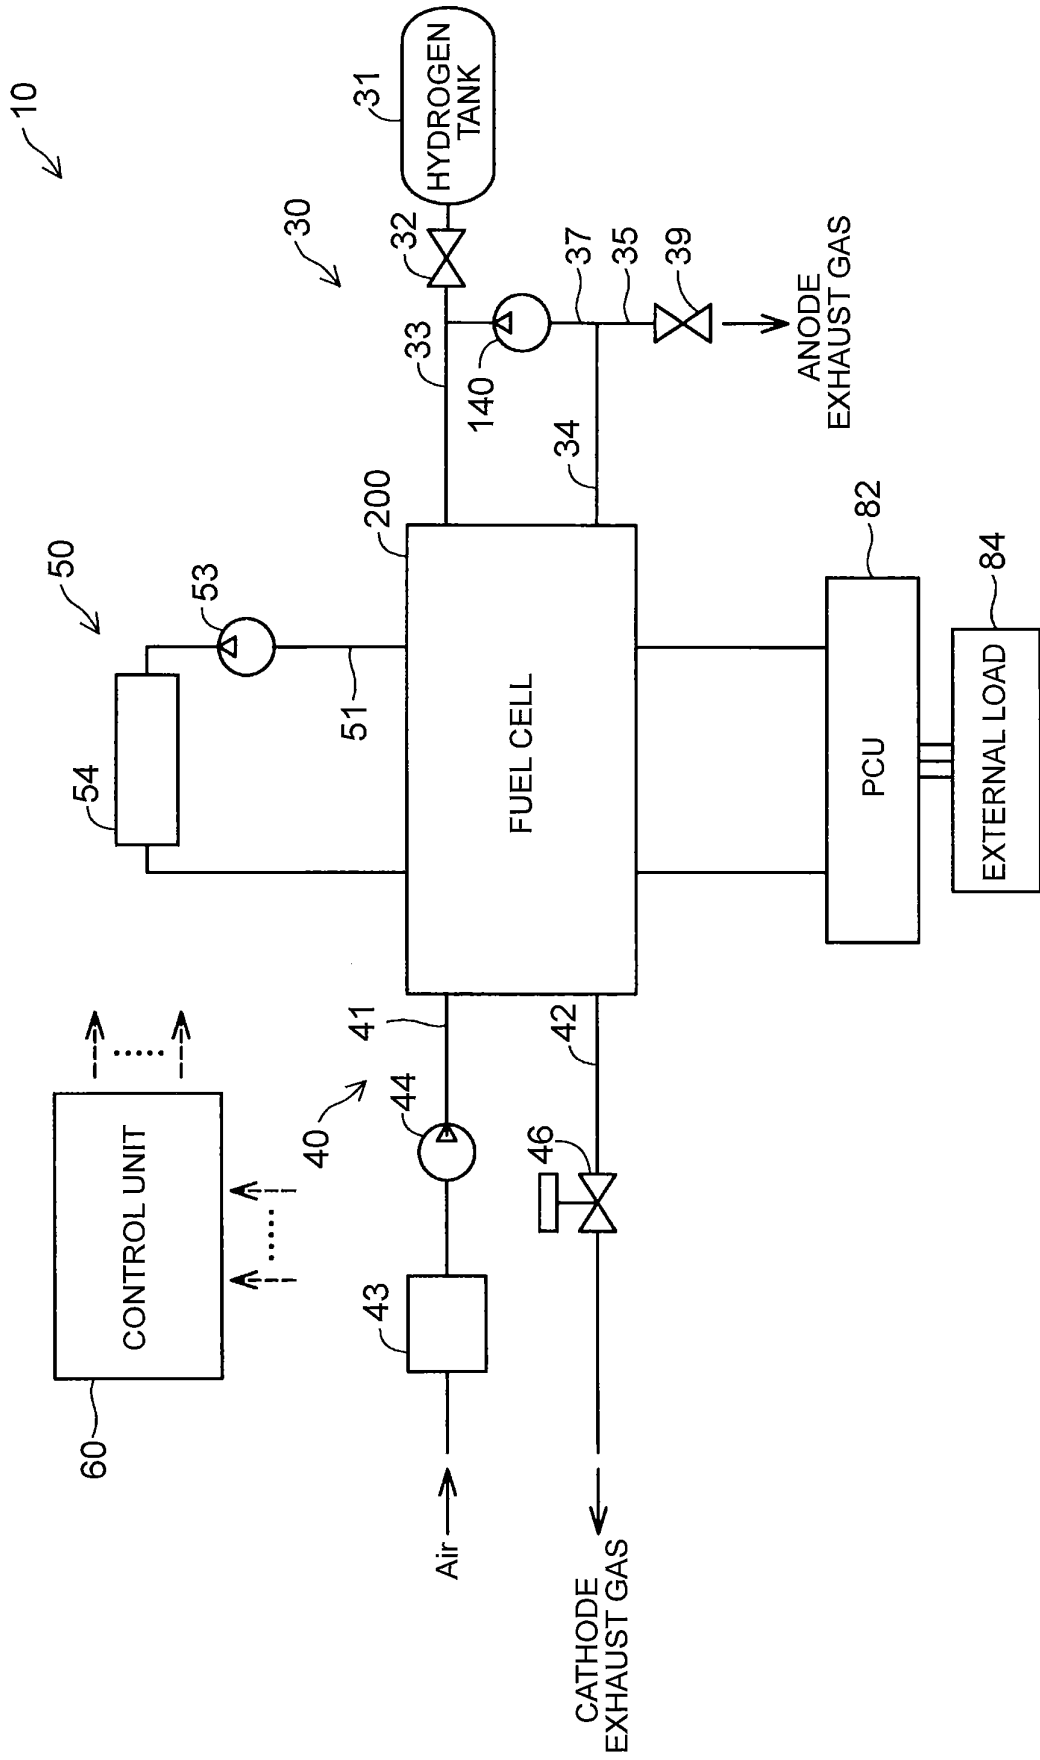 10
30
31
HYDROGEN
TANK
32
33
140
37
35
39
34
ANODE
EXHAUST GAS
50
53
54
51
200
FUEL CELL
82
PCU
84
EXTERNAL LOAD
60
CONTROL UNIT
40
41
44
43
Air
42
46
CATHODE
EXHAUST GAS